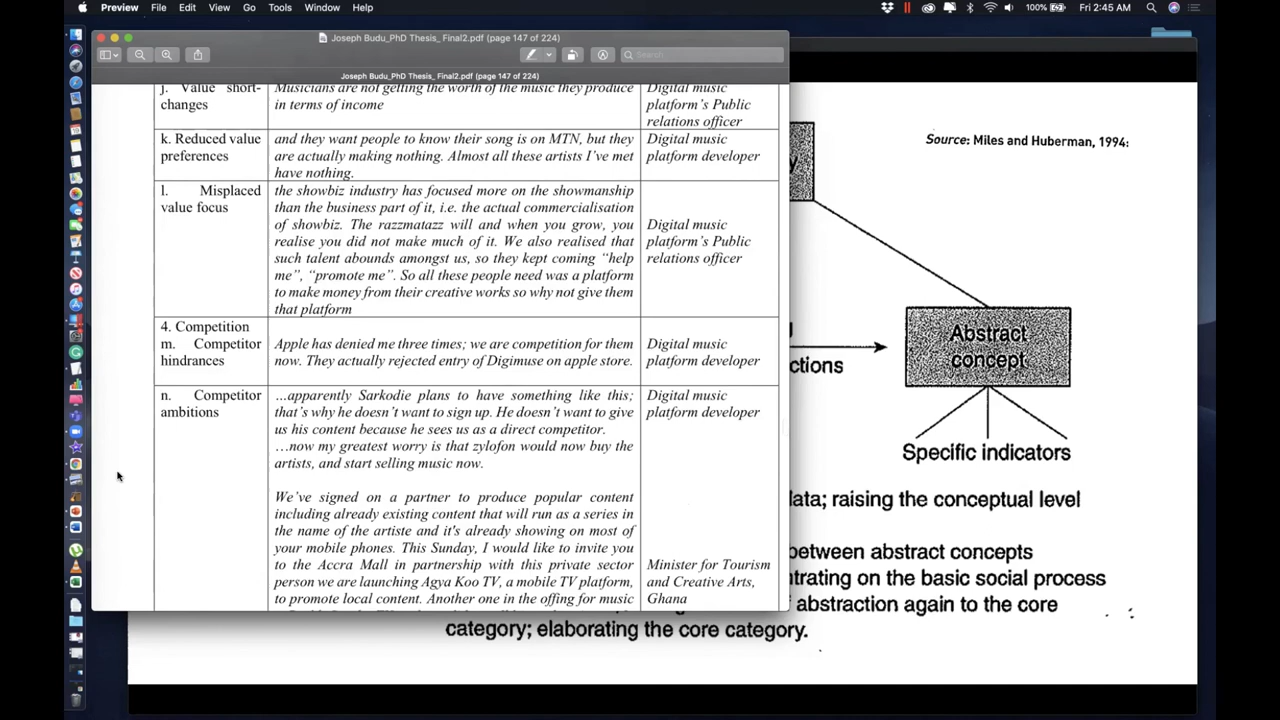 Preview File Edit View Go Tools Window Help
100% Fri 2:45 AM
Joseph Budu_PhD Thesis_ Final2.pdf (page 147 of 224)
Search
Joseph Budu_PhD Thesis_ Final2.pdf (page 147 of 224)
j. Value short-
changes
Musicians are not getting the worth of the music they produce
in terms of income
Digital music
platform's Public
relations officer
k. Reduced value
preferences
and they want people to know their song is on MTN, but they
are actually making nothing. Almost all these artists I've met
have nothing.
Digital music
platform developer
l. Misplaced
value focus
the showbiz industry has focused more on the showmanship
than the business part of it, i.e. the actual commercialisation
of showbiz. The razzmatazz will and when you grow, you
realise you did not make much of it. We also realised that
such talent abounds amongst us, so they kept coming “help
me”, “promote me”. So all these people need was a platform
to make money from their creative works so why not give them
that platform
Digital music
platform's Public
relations officer
4. Competition
m. Competitor
hindrances
Apple has denied me three times; we are competition for them
now. They actually rejected entry of Digimuse on apple store.
Digital music
platform developer
n. Competitor
ambitions
…apparently Sarkodie plans to have something like this;
that's why he doesn't want to sign up. He doesn't want to give
us his content because he sees us as a direct competitor.
…now my greatest worry is that zylofon would now buy the
artists, and start selling music now.
Digital music
platform developer
We've signed on a partner to produce popular content
including already existing content that will run as a series in
the name of the artiste and it's already showing on most of
your mobile phones. This Sunday, I would like to invite you
to the Accra Mall in partnership with this private sector
person we are launching Agya Koo TV, a mobile TV platform,
to promote local content. Another one in the offing for music
Minister for Tourism
and Creative Arts,
Ghana
y
Source: Miles and Huberman, 1994:
Abstract
concept
ctions
Specific indicators
data; raising the conceptual level
between abstract concepts
trating on the basic social process
of abstraction again to the core
category; elaborating the core category.